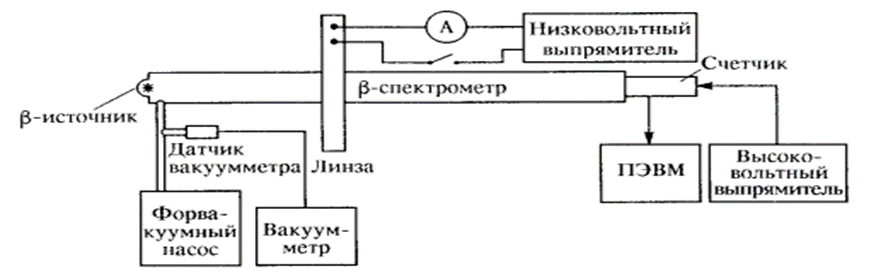 А
Низковольтный
выпрямитель
Счетчик
β-источник
β-спектрометр
Датчик
вакуумметра
Линза
ПЭВМ
Высоко-
вольтный
выпрямитель
Форва-
куумный
насос
Вакуум-
метр